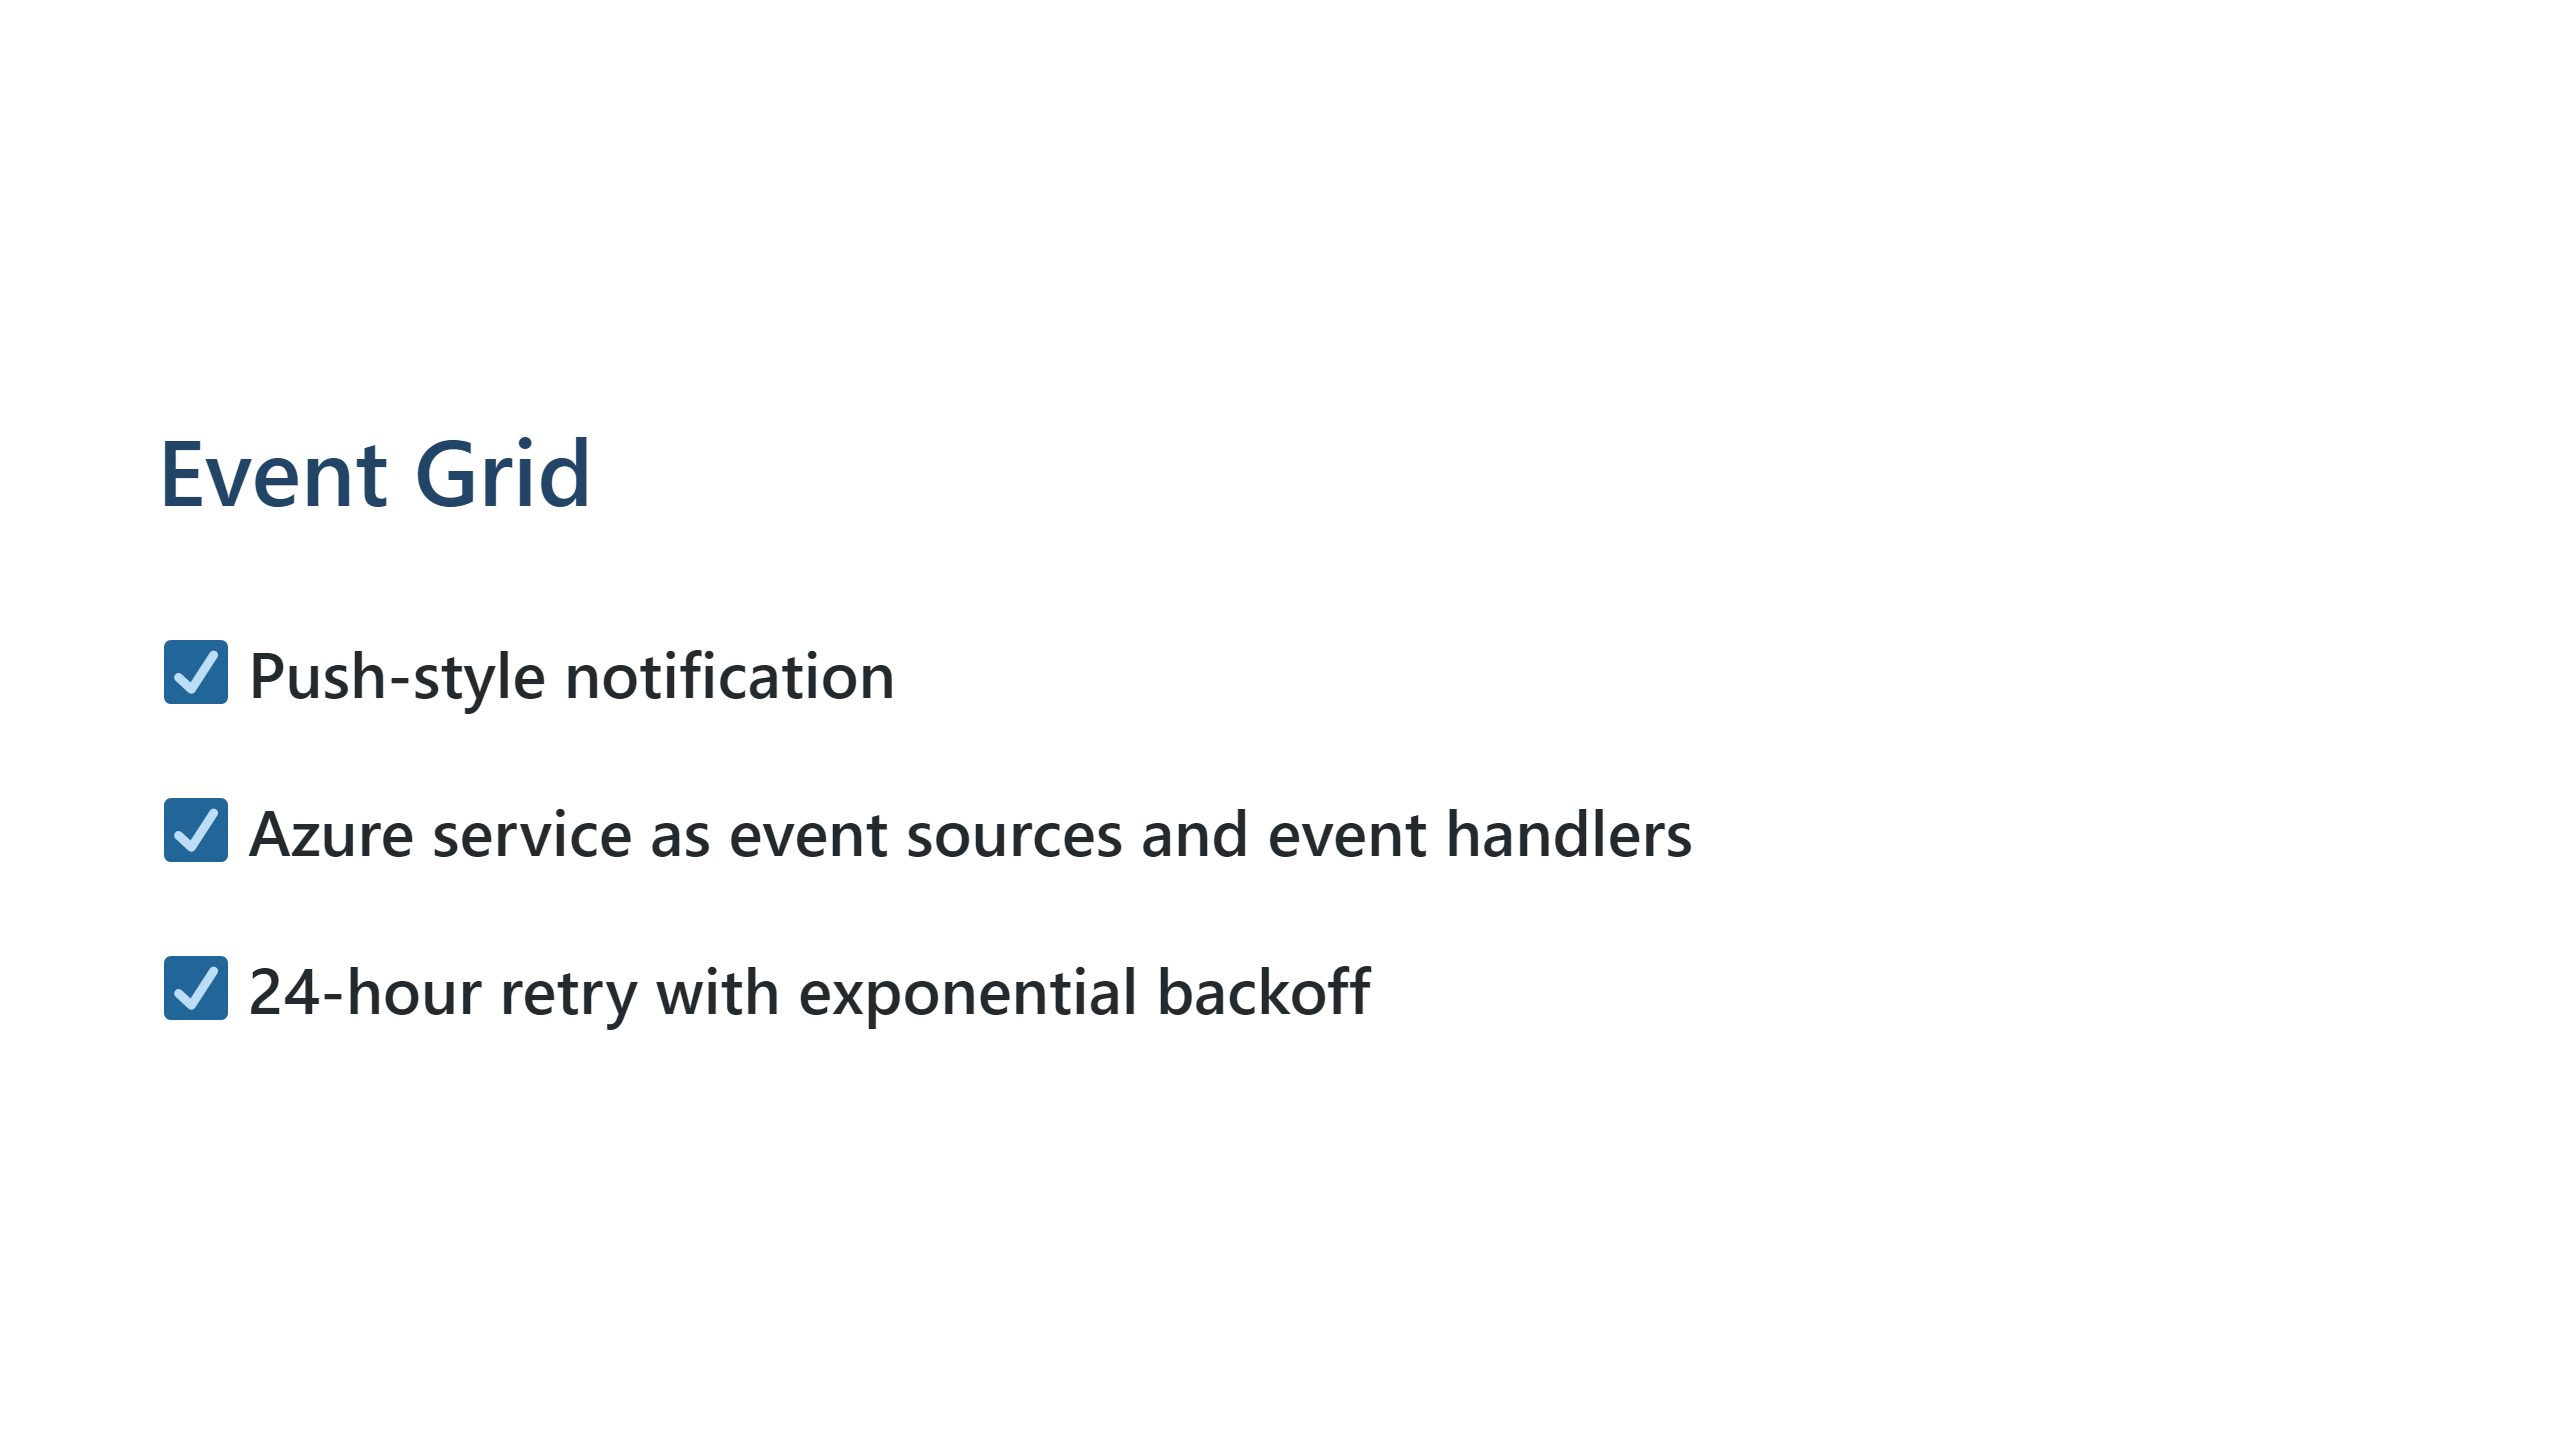 Event Grid
Push-style notification
Azure service as event sources and event handlers
24-hour retry with exponential backoff